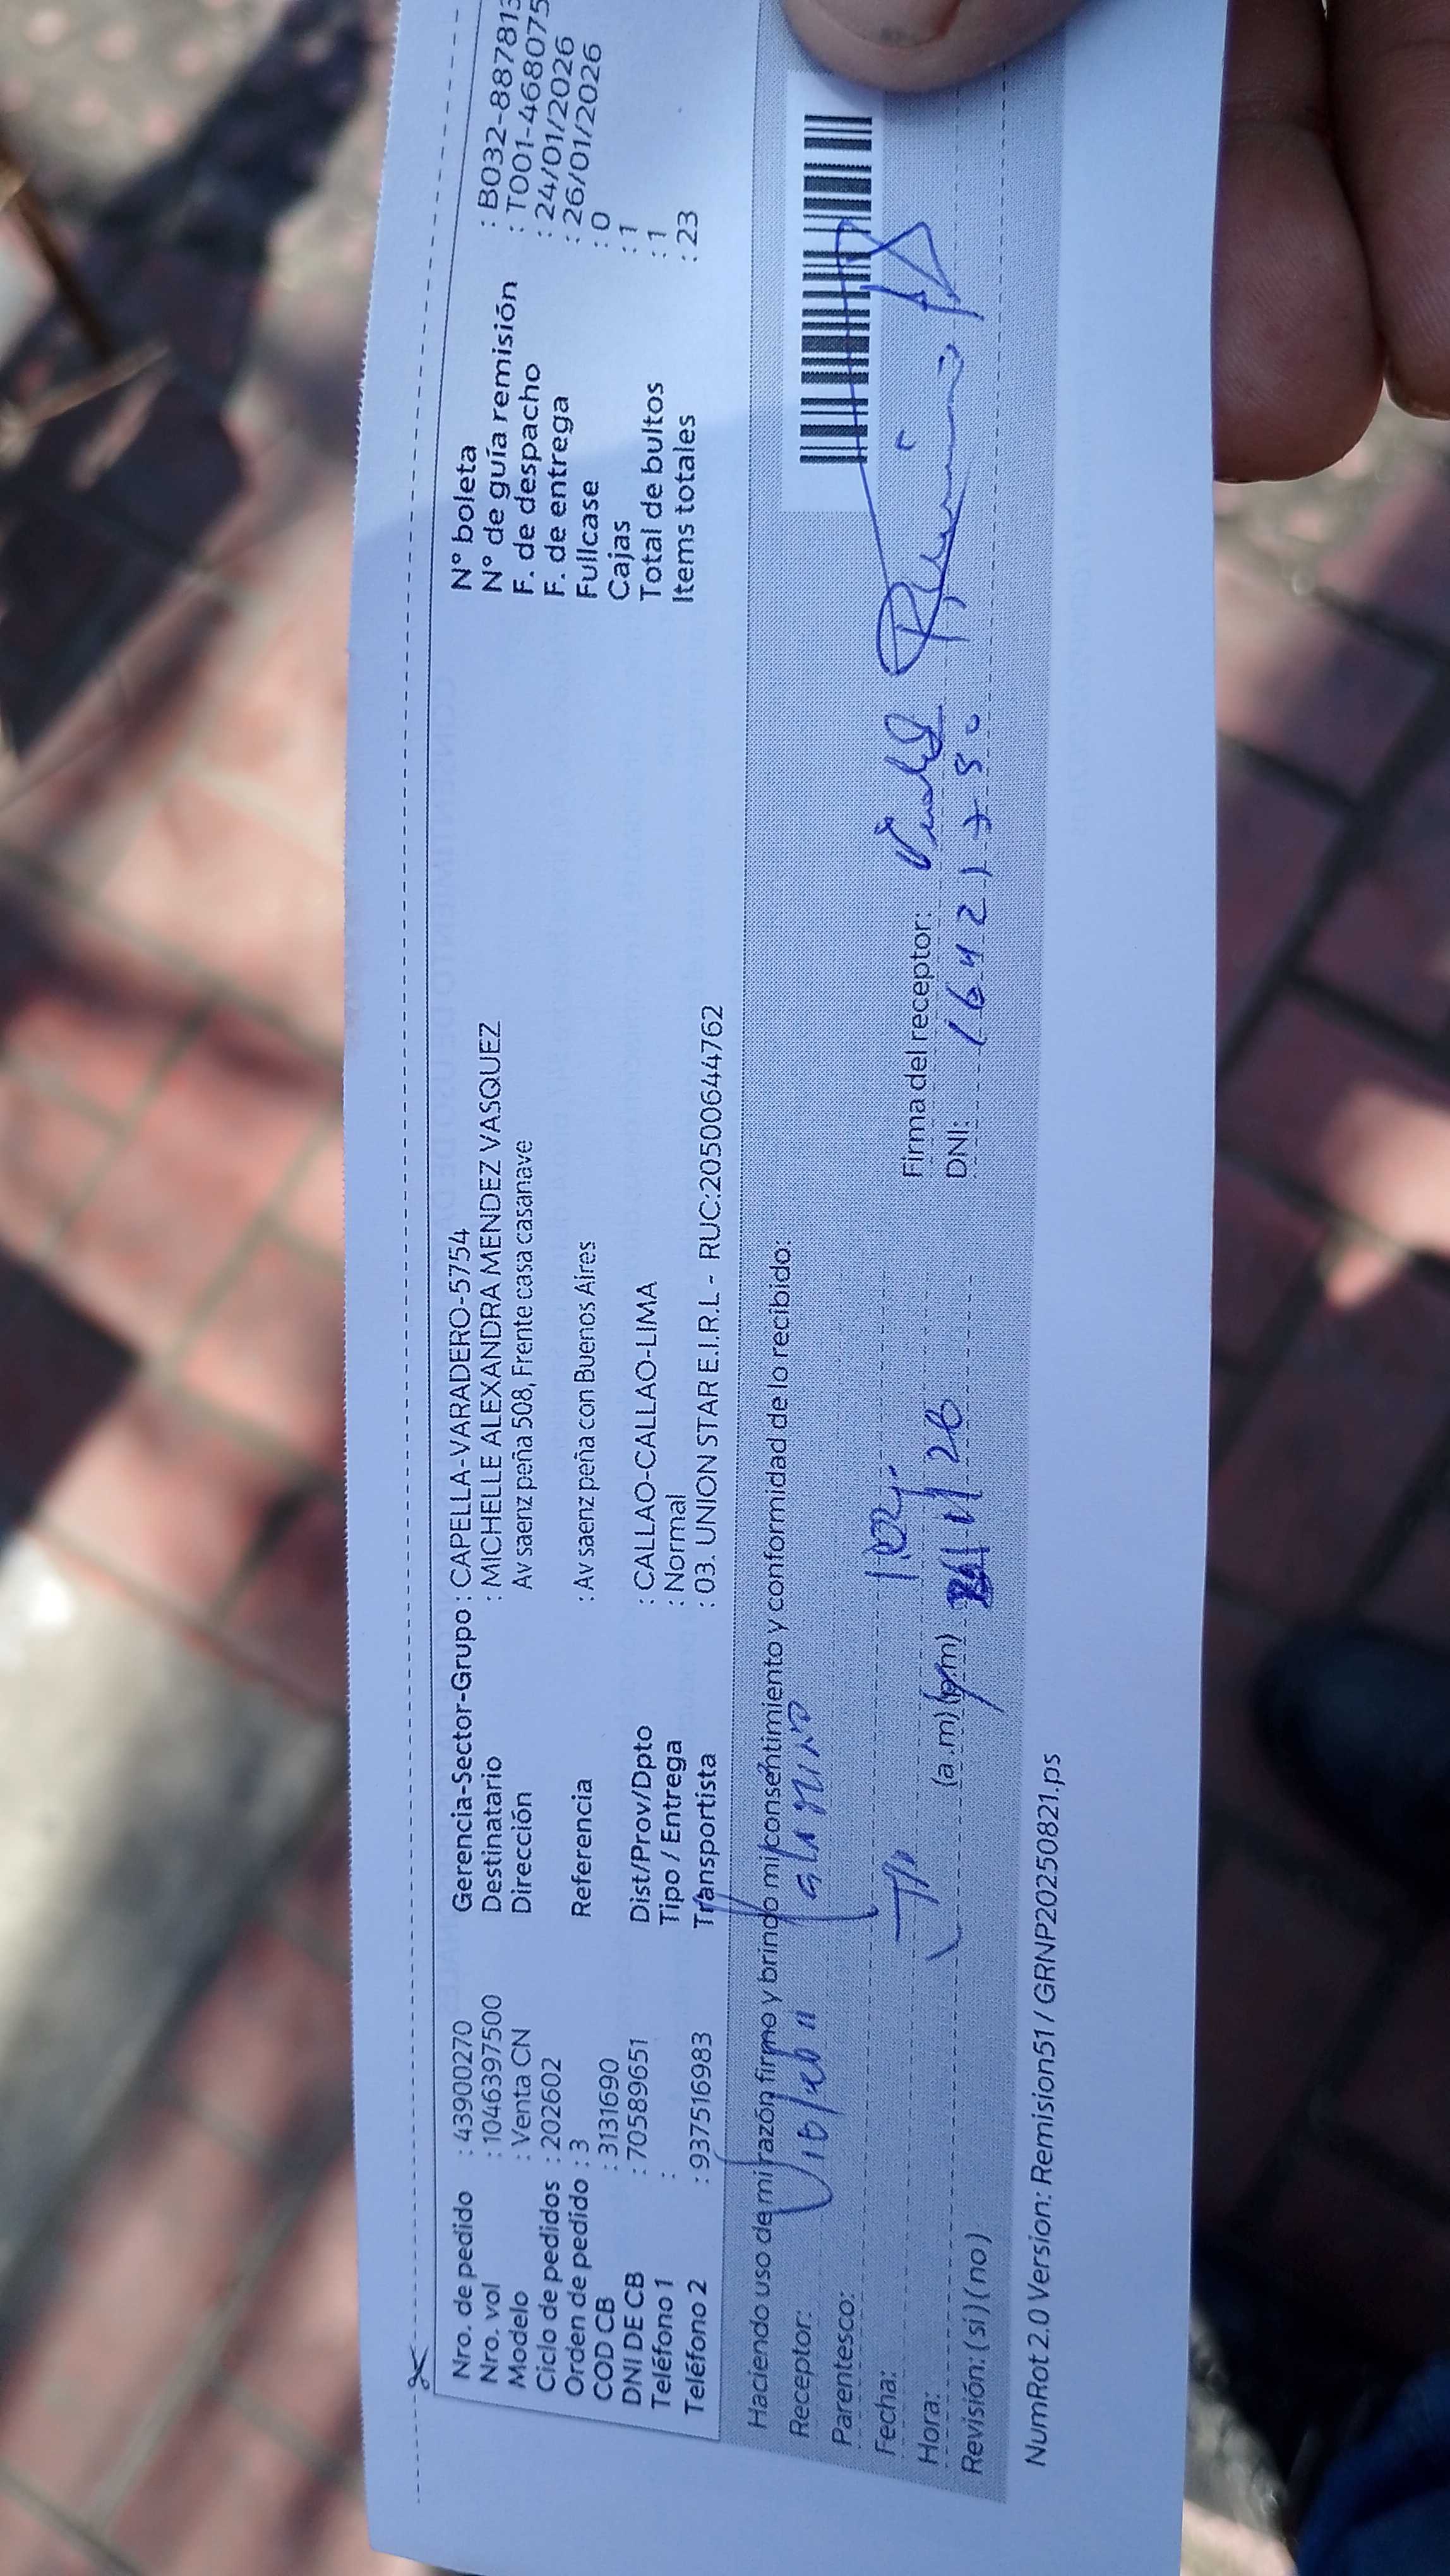 Nro. de pedido : 43900270
Nro. vol : 1046397500
Modelo : Venta CN
Ciclo de pedidos : 202602
Orden de pedido : 3
COD CB : 3131690
DNI DE CB : 70589651
Teléfono 1 :
Teléfono 2 : 937516983
Gerencia-Sector-Grupo : CAPELLA-VARADERO-5754
Destinatario : MICHELLE ALEXANDRA MENDEZ VASQUEZ
Dirección Av saenz peña 508, Frente casa casanave
Referencia : Av saenz peña con Buenos Aires
Dist/Prov/Dpto : CALLAO-CALLAO-LIMA
Tipo / Entrega : Normal
Transportista : 03. UNION STAR E.I.R.L - RUC:20500644762
N° boleta : B032-887813
N° de guía remisión : T001-468075
F. de despacho : 24/01/2026
F. de entrega : 26/01/2026
Fullcase : 0
Cajas : 1
Total de bultos : 1
Items totales : 23
Haciendo uso de mi razón firmo y brindo mi consentimiento y conformidad de lo recibido:
Receptor:
Parentesco:
Fecha:
Hora: (a.m) (p.m)
Revisión: (si) (no)
Firma del receptor:
DNI: 16421750
NumRot 2.0 Version: Remision51 / GRNP20250821.ps